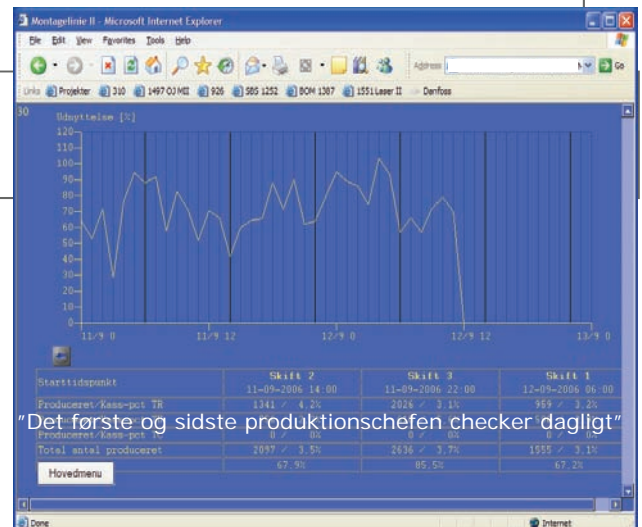 Montagelinie II - Microsoft Internet Explorer
File Edit View Favorites Tools Help
Address Go
Links Projekter 310 1497 OJ MII 926 SBS 1252 BOM 1387 1551 Laser II Danfoss
30
Udnyttelse [%]
120
110
100
90
80
70
60
50
40
30
20
10
0
11/9 0 11/9 12 12/9 0 12/9 12 13/9 0
Skift 2 Skift 3 Skift 1
Starttidspunkt 11-09-2006 14:00 11-09-2006 22:00 12-09-2006 06:00
Produceret/Kass-pct TR 1341 / 4.2% 2026 / 3.1% 959 / 3.2%
"Det første og sidste produktionschefen checker dagligt"
Produceret/Kass-pct 0 / 0% 0 / 0% 0 / 0%
Total antal produceret 2097 / 3.5% 2636 / 3.7% 1555 / 3.1%
67.9% 85.5% 67.2%
Hovedmenu
Done Internet